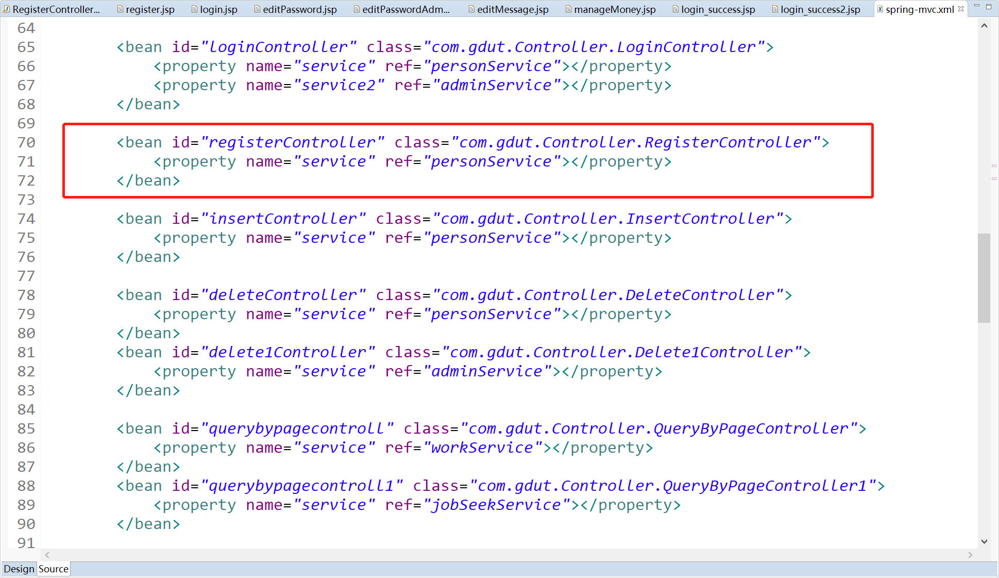 RegisterController... register.jsp login.jsp editPassword.jsp editPasswordAdm... editMessage.jsp manageMoney.jsp login_success.jsp login_success2.jsp spring-mvc.xml
64
65 <bean id="loginController" class="com.gdut.Controller.LoginController">
66 <property name="service" ref="personService"></property>
67 <property name="service2" ref="adminService"></property>
68 </bean>
69
70 <bean id="registerController" class="com.gdut.Controller.RegisterController">
71 <property name="service" ref="personService"></property>
72 </bean>
73
74 <bean id="insertController" class="com.gdut.Controller.InsertController">
75 <property name="service" ref="personService"></property>
76 </bean>
77
78 <bean id="deleteController" class="com.gdut.Controller.DeleteController">
79 <property name="service" ref="personService"></property>
80 </bean>
81 <bean id="delete1Controller" class="com.gdut.Controller.Delete1Controller">
82 <property name="service" ref="adminService"></property>
83 </bean>
84
85 <bean id="querybypagecontroll" class="com.gdut.Controller.QueryByPageController">
86 <property name="service" ref="workService"></property>
87 </bean>
88 <bean id="querybypagecontroll1" class="com.gdut.Controller.QueryByPageController1">
89 <property name="service" ref="jobSeekService"></property>
90 </bean>
91
Design Source